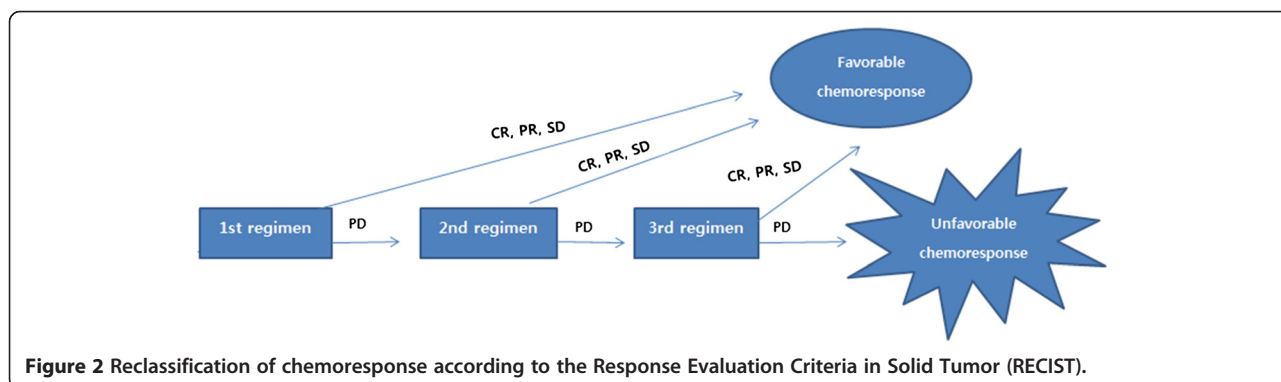 Favorable
chemoresponse
CR, PR, SD
CR, PR, SD
CR, PR, SD
1st regimen
PD
2nd regimen
PD
3rd regimen
PD
Unfavorable
chemoresponse
Figure 2 Reclassification of chemoresponse according to the Response Evaluation Criteria in Solid Tumor (RECIST).